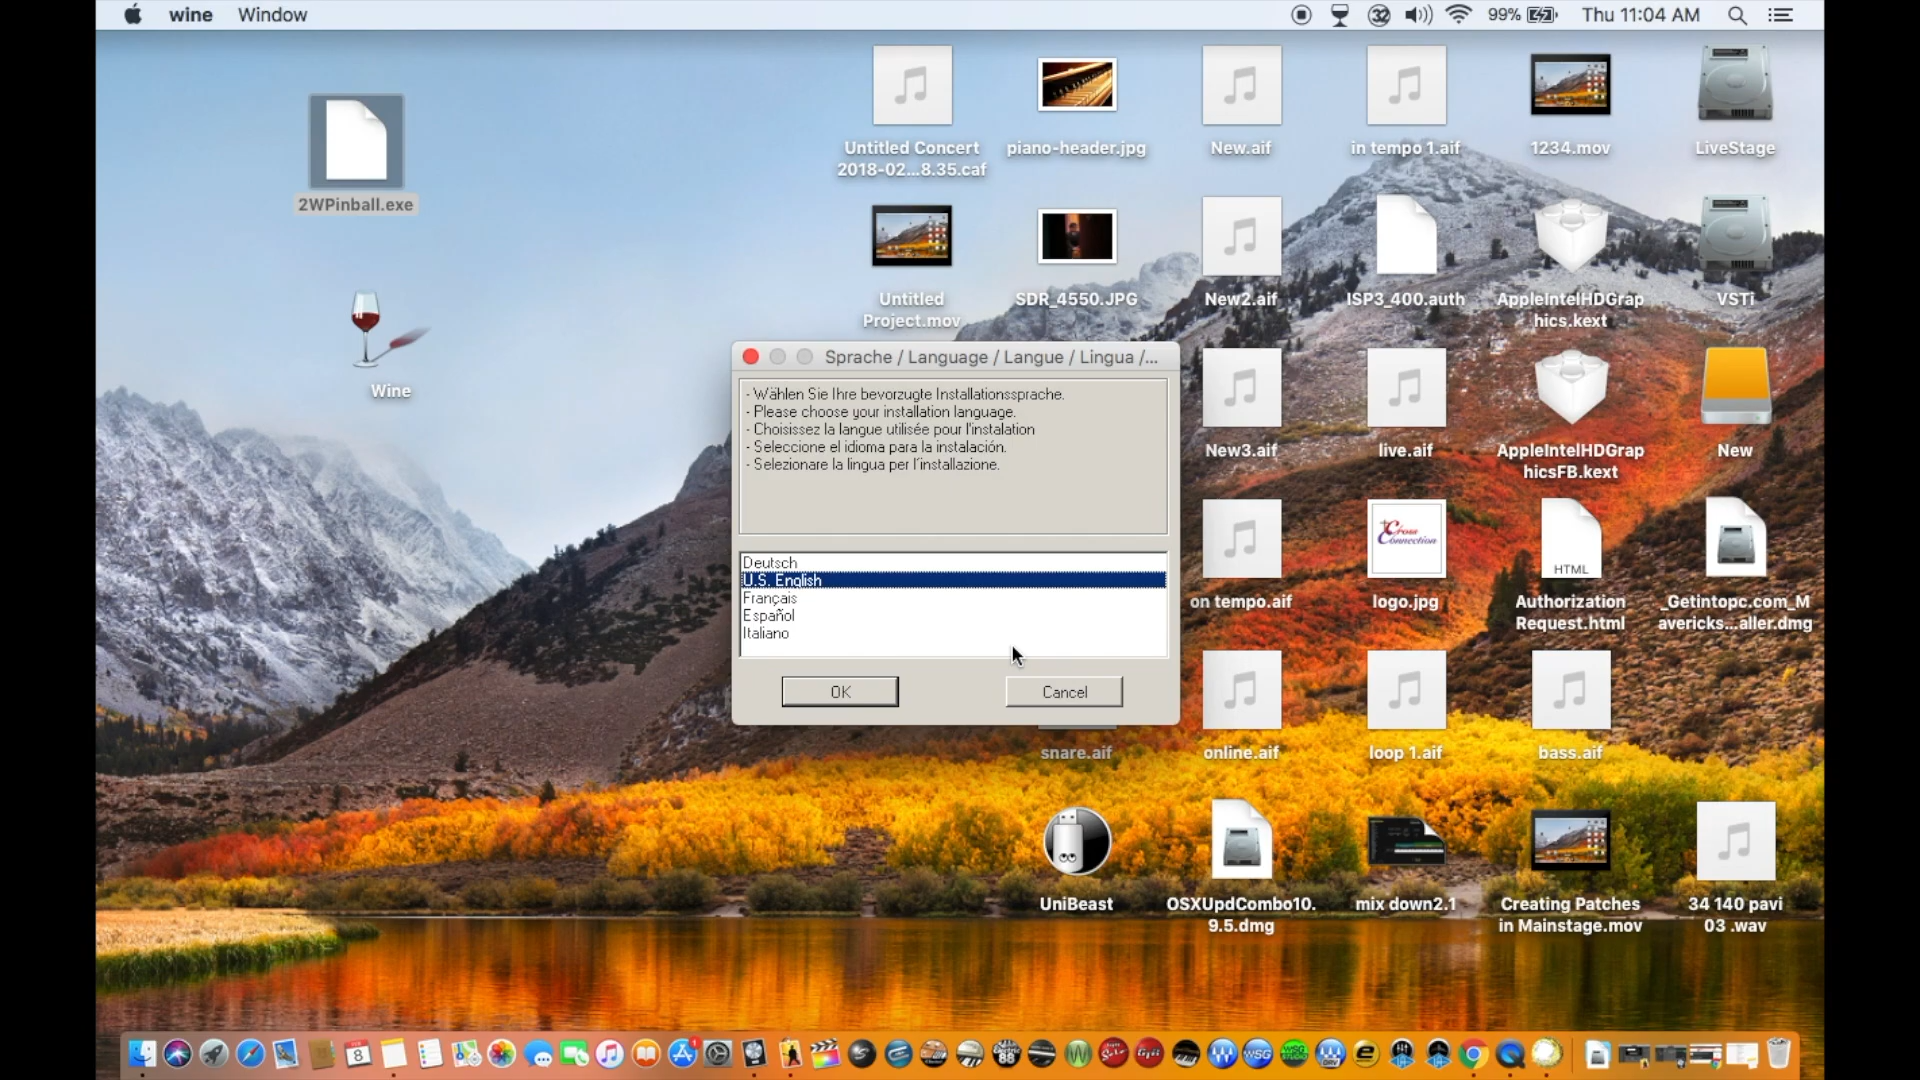 wine Window
32 99% Thu 11:04 AM
2WPinball.exe
Wine
Untitled Concert
2018-02...8.35.caf
piano-header.jpg
New.aif
in tempo 1.aif
1234.mov
LiveStage
Untitled
Project.mov
SDR_4550.JPG
New2.aif
ISP3_400.auth
AppleIntelHDGrap
hics.kext
VSTi
Sprache / Language / Langue / Lingua /...
- Wählen Sie Ihre bevorzugte Installationssprache.
- Please choose your installation language.
- Choisissez la langue utilisée pour l'instalation
- Seleccione el idioma para la instalación.
- Selezionare la lingua per l´installazione.
Deutsch
U.S. English
Français
Español
Italiano
OK
Cancel
New3.aif
live.aif
AppleIntelHDGrap
hicsFB.kext
New
on tempo.aif
Cross
Connection
logo.jpg
HTML
Authorization
Request.html
_Getintopc.com_M
avericks...aller.dmg
snare.aif
online.aif
loop 1.aif
bass.aif
UniBeast
OSXUpdCombo10.
9.5.dmg
mix down2.1
Creating Patches
in Mainstage.mov
34 140 pavi
03 .wav
8